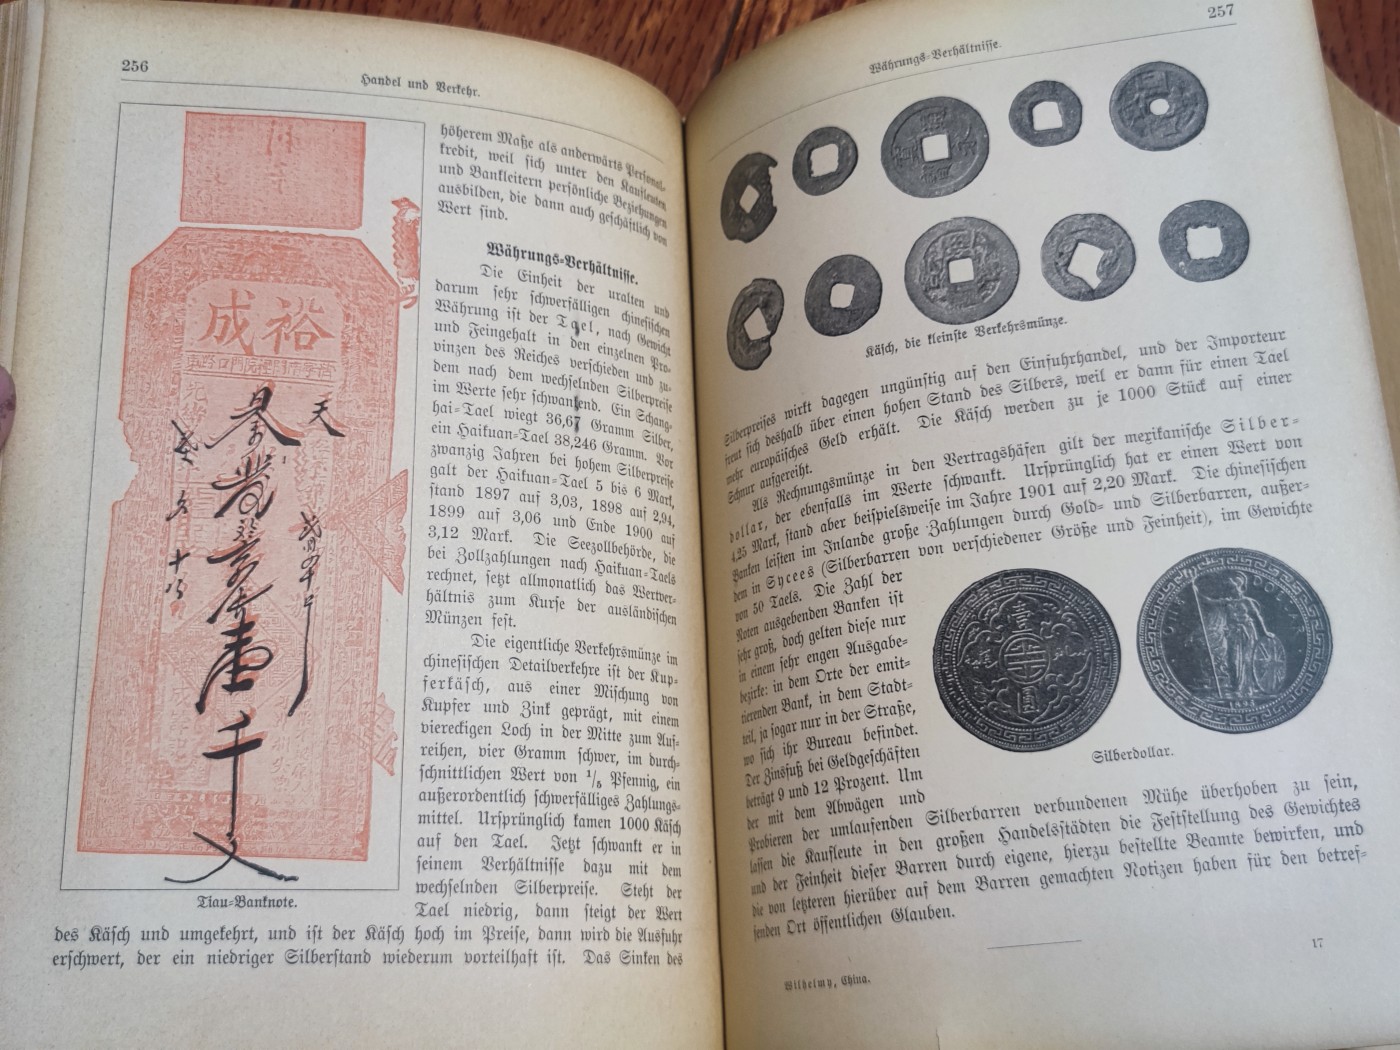 256
Handel und Verkehr.
裕成
天
千
文
Tiau=Banknote.
höherem Maße als anderwärts Personal=
kredit, weil sich unter den Kaufleuten
und Bankleitern persönliche Beziehungen
ausbilden, die dann auch geschäftlich von
Wert sind.
Währungs=Verhältnisse.
Die Einheit der uralten und
darum sehr schwerfälligen chinesischen
Währung ist der Tael, nach Gewicht
und Feingehalt in den einzelnen Pro=
vinzen des Reiches verschieden und zu=
dem nach dem wechselnden Silberpreise
im Werte sehr schwankend. Ein Schang=
hai=Tael wiegt 36,67 Gramm Silber,
ein Haikuan=Tael 38,246 Gramm. Vor
zwanzig Jahren bei hohem Silberpreise
galt der Haikuan=Tael 5 bis 6 Mark,
stand 1897 auf 3,03, 1898 auf 2,94,
1899 auf 3,06 und Ende 1900 auf
3,12 Mark. Die Seezollbehörde, die
bei Zollzahlungen nach Haikuan=Taels
rechnet, setzt allmonatlich das Wertver=
hältnis zum Kurse der ausländischen
Münzen fest.
Die eigentliche Verkehrsmünze im
chinesischen Detailverkehre ist der Kup=
ferkäsch, aus einer Mischung von
Kupfer und Zink geprägt, mit einem
viereckigen Loch in der Mitte zum Auf=
reihen, vier Gramm schwer, im durch=
schnittlichen Wert von 1/5 Pfennig, ein
außerordentlich schwerfälliges Zahlungs=
mittel. Ursprünglich kamen 1000 Käsch
auf den Tael. Jetzt schwankt er in
seinem Verhältnisse dazu mit dem
wechselnden Silberpreise. Steht der
Tael niedrig, dann steigt der Wert
des Käsch und umgekehrt, und ist der Käsch hoch im Preise, dann wird die Ausfuhr
erschwert, der ein niedriger Silberstand wiederum vorteilhaft ist. Das Sinken des
257
Währungs=Verhältnisse.
Käsch, die kleinste Verkehrsmünze.
Silberpreises wirkt dagegen ungünstig auf den Einfuhrhandel, und der Importeur
freut sich deshalb über einen hohen Stand des Silbers, weil er dann für einen Tael
mehr europäisches Geld erhält. Die Käsch werden zu je 1000 Stück auf einer
Schnur aufgereiht.
Als Rechnungsmünze in den Vertragshäfen gilt der mexikanische Silber=
dollar, der ebenfalls im Werte schwankt. Ursprünglich hat er einen Wert von
4,25 Mark, stand aber beispielsweise im Jahre 1901 auf 2,20 Mark. Die chinesischen
Banken leisten im Inlande große Zahlungen durch Gold= und Silberbarren, außer=
dem in Sycees (Silberbarren von verschiedener Größe und Feinheit), im Gewichte
von 50 Taels. Die Zahl der
Noten ausgebenden Banken ist
sehr groß, doch gelten diese nur
in einem sehr engen Ausgabe=
bezirke: in dem Orte der emit=
tierenden Bank, in dem Stadt=
teil, ja sogar nur in der Straße,
wo sich ihr Bureau befindet.
Der Zinsfuß bei Geldgeschäften
beträgt 9 und 12 Prozent. Um
der mit dem Abwägen und
壹
圓
DOLLAR
Silberdollar.
Probieren der umlaufenden Silberbarren verbundenen Mühe überhoben zu sein,
lassen die Kaufleute in den großen Handelsstädten die Feststellung des Gewichtes
und der Feinheit dieser Barren durch eigene, hierzu bestellte Beamte bewirken, und
die von letzteren hierüber auf dem Barren gemachten Notizen haben für den betref=
fenden Ort öffentlichen Glauben.
Wilhelmy, China.
17